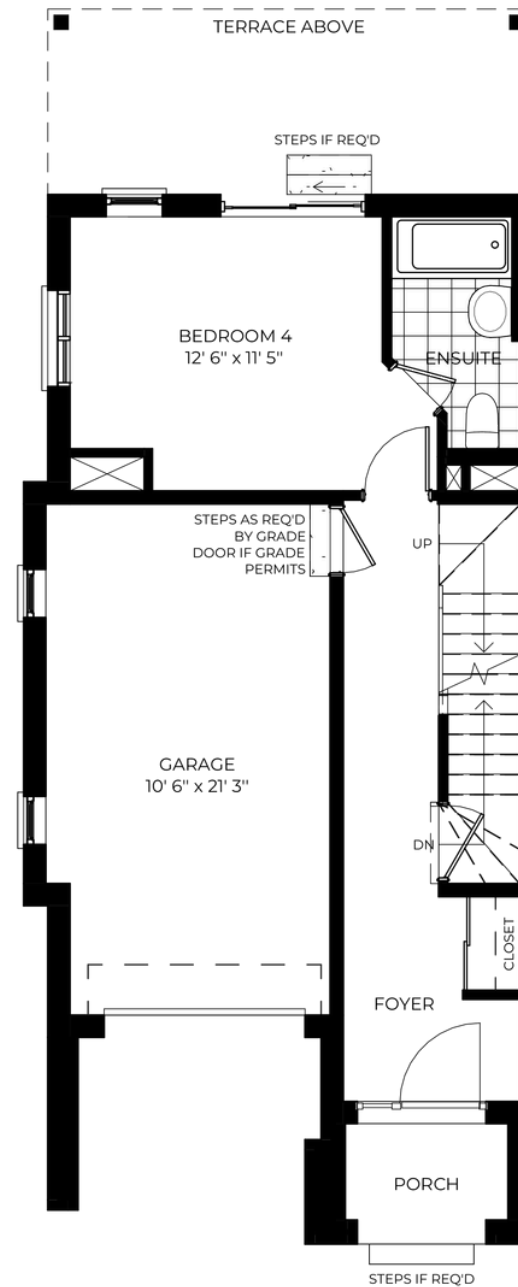 TERRACE ABOVE
STEPS IF REQ'D
BEDROOM 4
12' 6" x 11' 5"
ENSUITE
STEPS AS REQ'D
BY GRADE
DOOR IF GRADE
PERMITS
UP
GARAGE
10' 6" x 21' 3"
DN
CLOSET
FOYER
PORCH
STEPS IF REQ'D